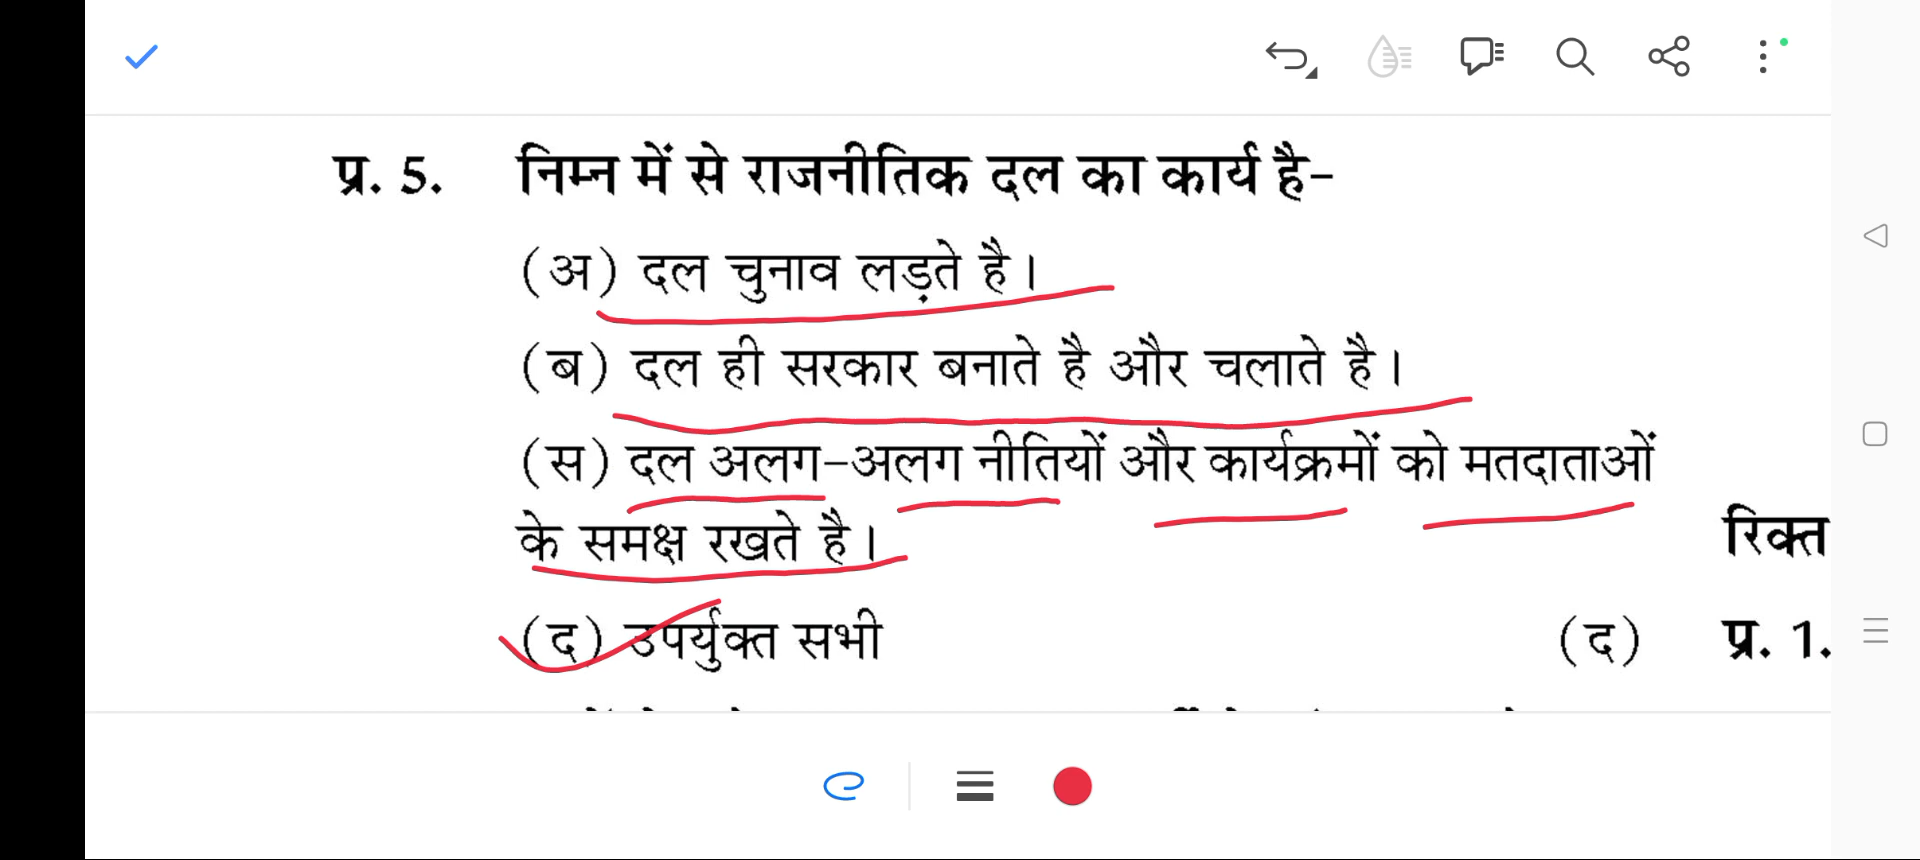 प्र. 5. निम्न में से राजनीतिक दल का कार्य है-
(अ) दल चुनाव लड़ते है।
(ब) दल ही सरकार बनाते है और चलाते है।
(स) दल अलग-अलग नीतियों और कार्यक्रमों को मतदाताओं
के समक्ष रखते है।
(द) उपर्युक्त सभी (द)
रिक्त
प्र. 1.